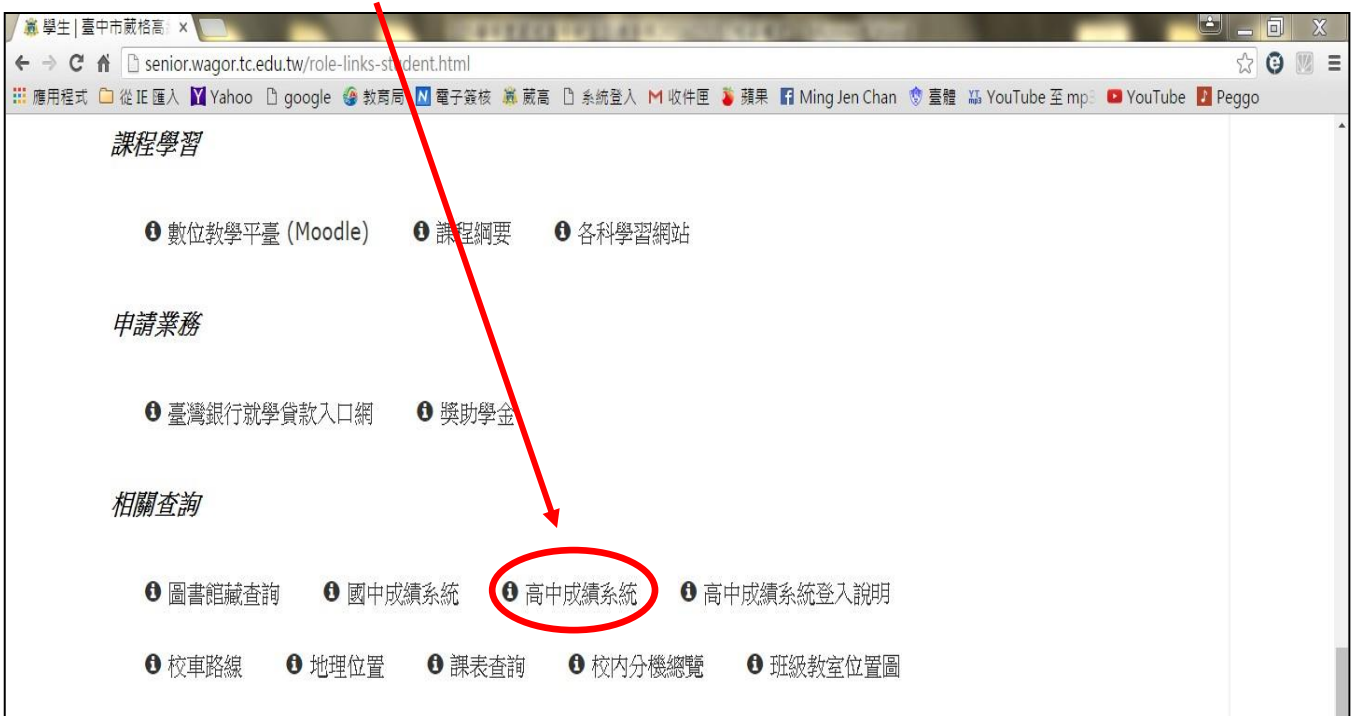 學生 | 臺中市葳格高
senior.wagor.tc.edu.tw/role-links-student.html
應用程式 從 IE 匯入 Yahoo google 教育局 電子簽核 葳高 系統登入 收件匣 蘋果 Ming Jen Chan 臺體 YouTube 至 mp3 YouTube Peggo
課程學習
數位教學平臺 (Moodle) 課程綱要 各科學習網站
申請業務
臺灣銀行就學貸款入口網 獎助學金
相關查詢
圖書館藏查詢 國中成績系統 高中成績系統 高中成績系統登入說明
校車路線 地理位置 課表查詢 校內分機總覽 班級教室位置圖